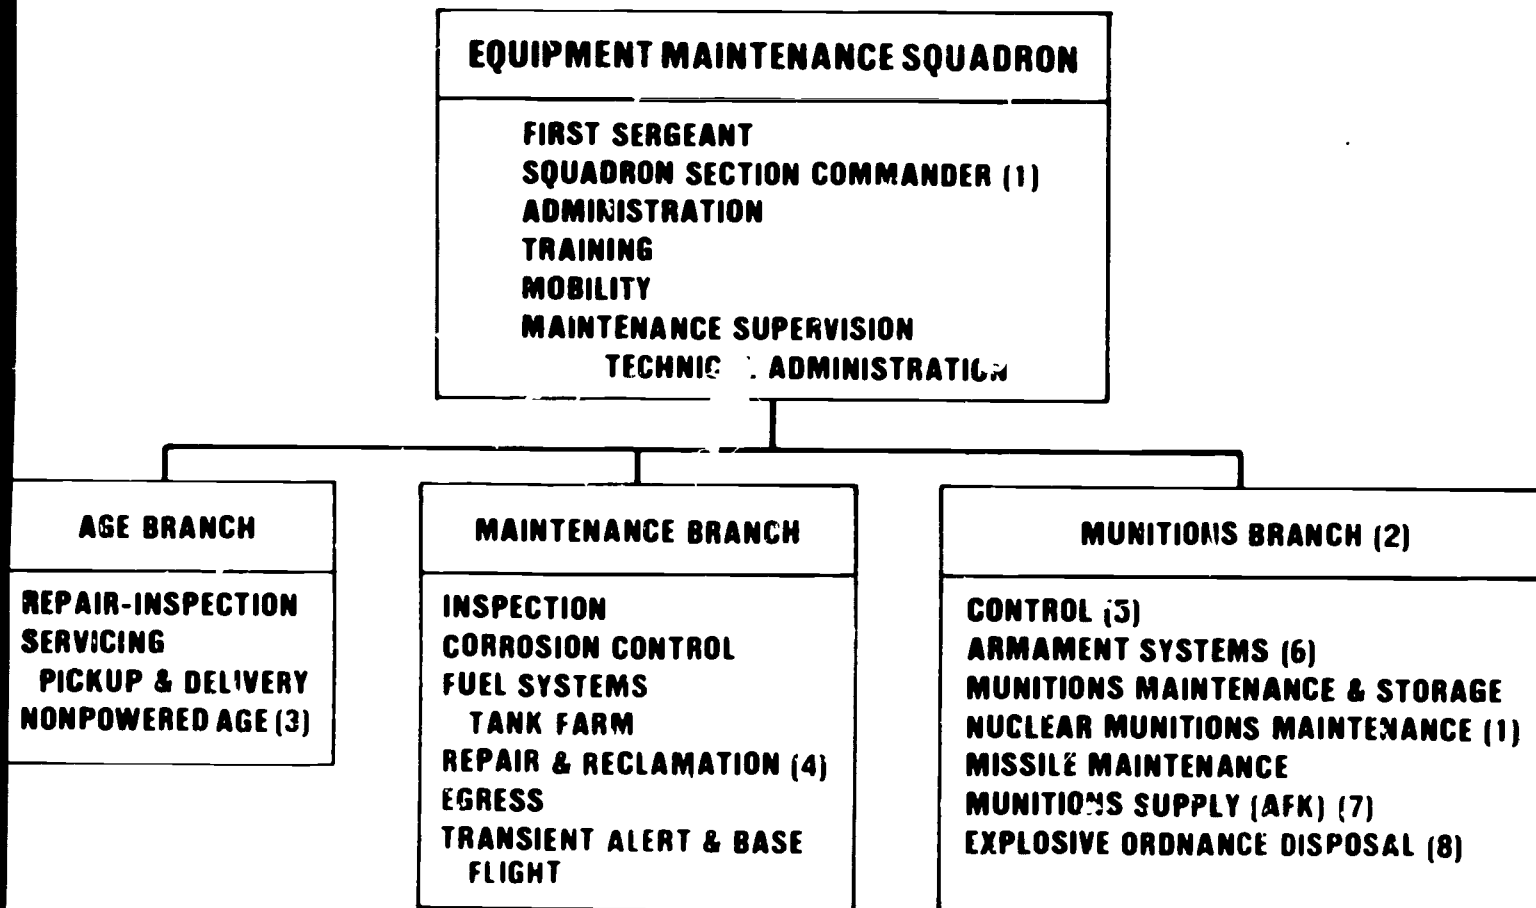 EQUIPMENT MAINTENANCE SQUADRON
FIRST SERGEANT
SQUADRON SECTION COMMANDER (1)
ADMINISTRATION
TRAINING
MOBILITY
MAINTENANCE SUPERVISION
ADMINISTRATION
AGE BRANCH
REPAIR-INSPECTION
SERVICING
PICKUP & DELIVERY
NONPOWERED AGE (3)
MAINTENANCE BRANCH
INSPECTION
CORROSION CONTROL
FUEL SYSTEMS
TANK FARM
REPAIR & RECLAMATION (4)
EGRESS
TRANSIENT ALERT & BASE
FLIGHT
MUNITIONS BRANCH (2)
CONTROL (5)
ARMAMENT SYSTEMS (6)
MUNITIONS MAINTENANCE & STORAGE
NUCLEAR MUNITIONS MAINTENANCE (1)
MISSILE MAINTENANCE
MUNITIONS SUPPLY (AFK) (7)
EXPLOSIVE ORDNANCE DISPOSAL (8)